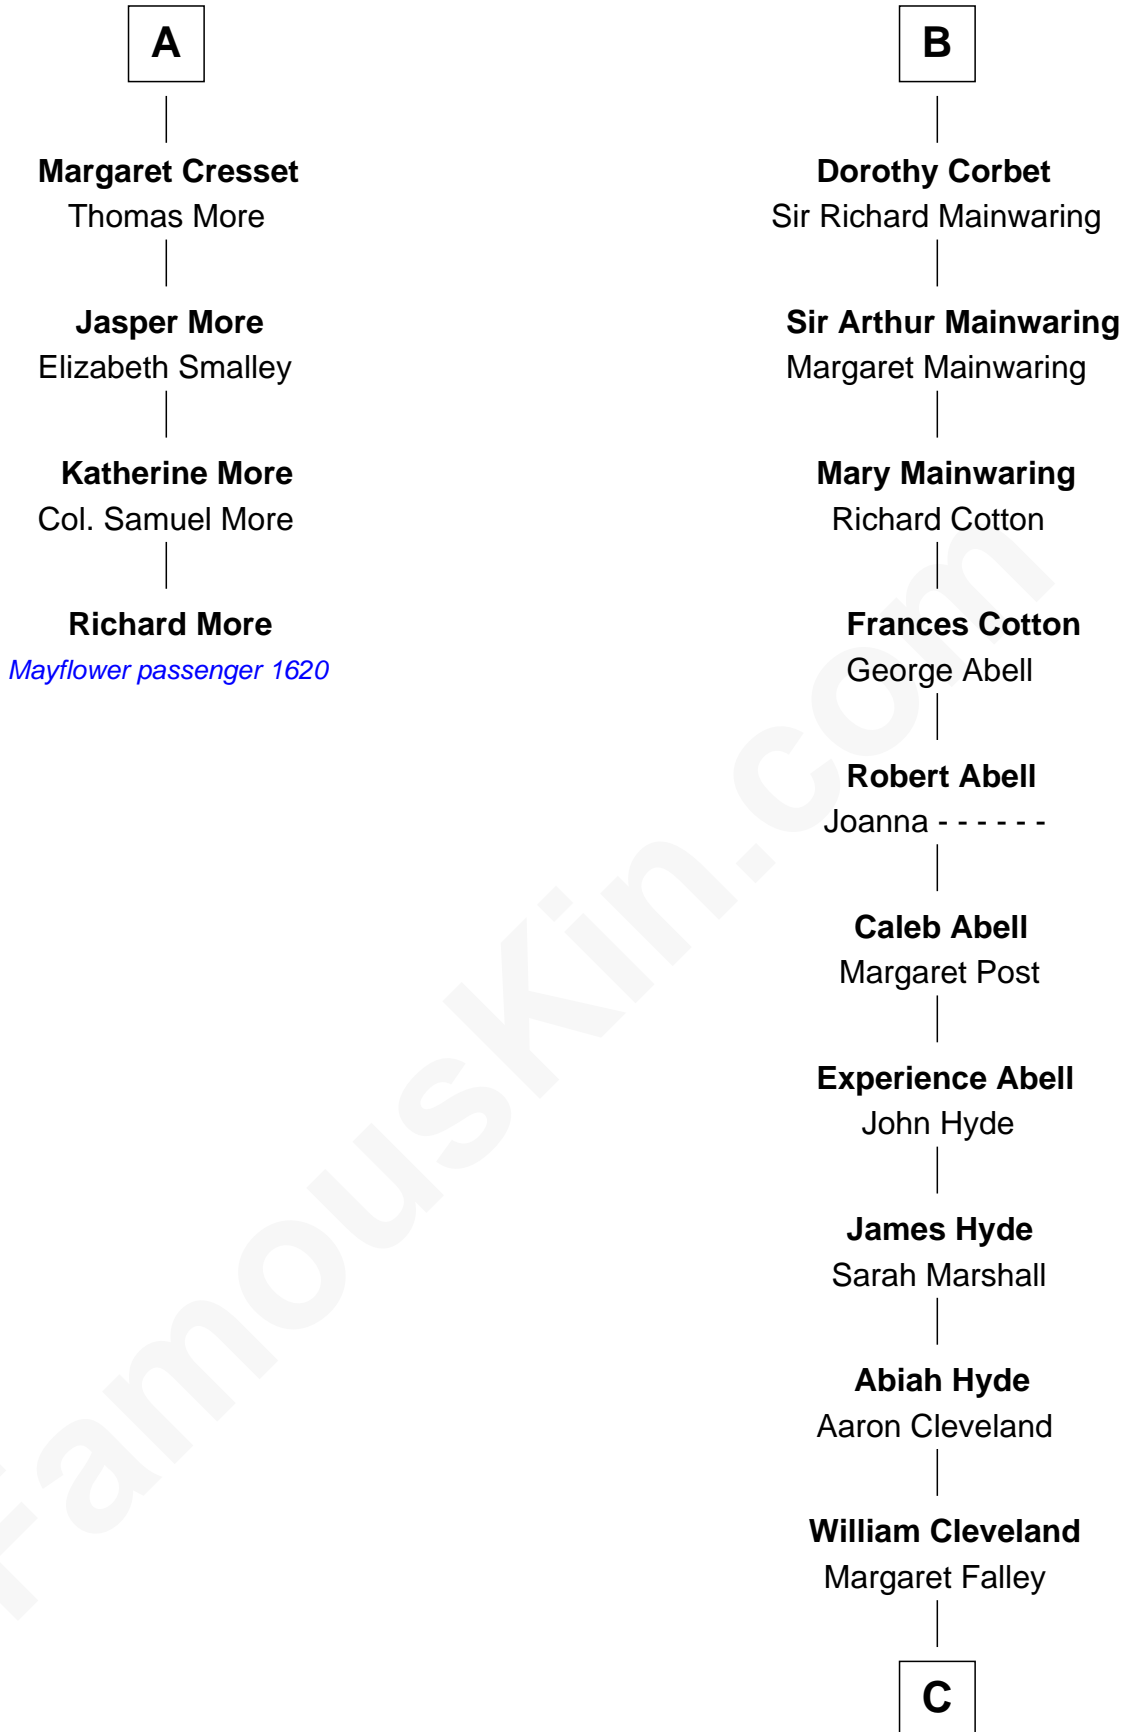 A
Margaret Cresset
Thomas More
Jasper More
Elizabeth Smalley
Katherine More
Col. Samuel More
Richard More
Mayflower passenger 1620
B
Dorothy Corbet
Sir Richard Mainwaring
Sir Arthur Mainwaring
Margaret Mainwaring
Mary Mainwaring
Richard Cotton
Frances Cotton
George Abell
Robert Abell
Joanna - - - - - -
Caleb Abell
Margaret Post
Experience Abell
John Hyde
James Hyde
Sarah Marshall
Abiah Hyde
Aaron Cleveland
William Cleveland
Margaret Falley
C
FamousKin.com